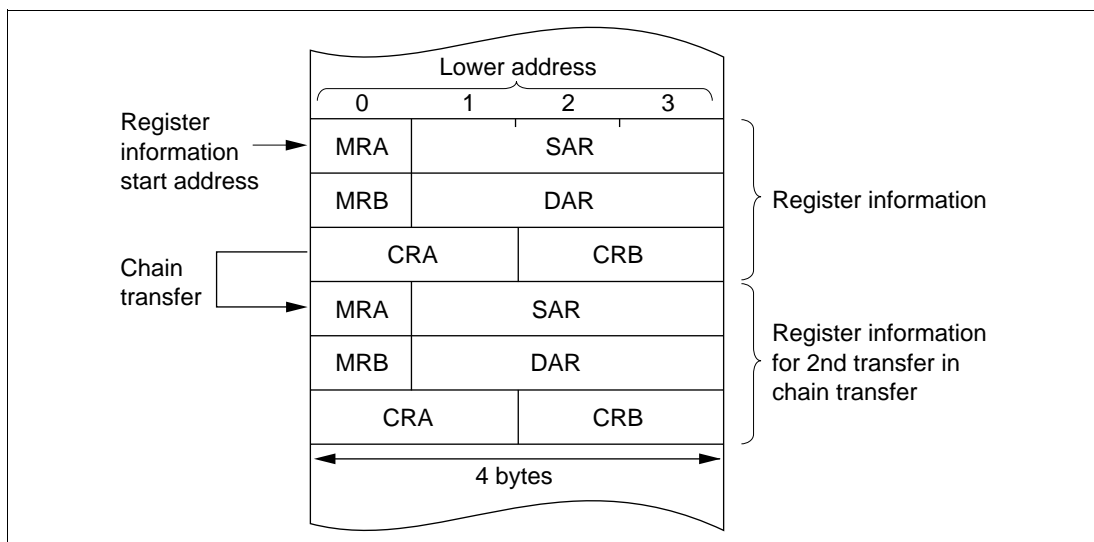 Lower address
0 1 2 3
Register
information
start address
MRA SAR
MRB DAR
CRA CRB
Register information
Chain
transfer
MRA SAR
MRB DAR
CRA CRB
Register information
for 2nd transfer in
chain transfer
4 bytes